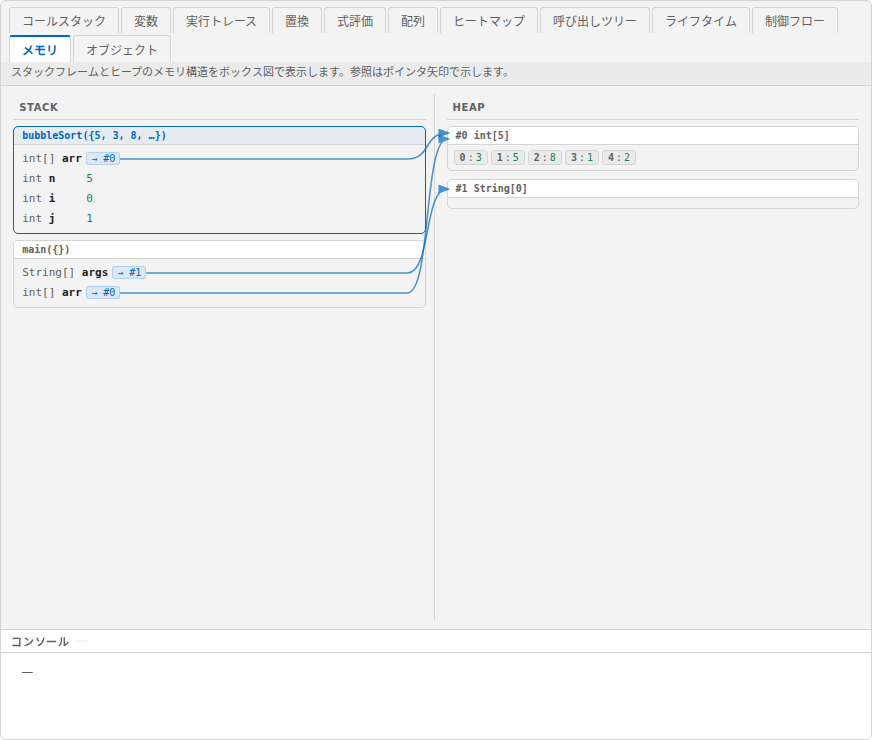 コールスタック 変数 実行トレース 置換 式評価 配列 ヒートマップ 呼び出しツリー ライフタイム 制御フロー
メモリ オブジェクト
スタックフレームとヒープのメモリ構造をボックス図で表示します。参照はポインタ矢印で示します。
STACK
bubbleSort({5, 3, 8, …})
int[] arr → #0
int n 5
int i 0
int j 1
main({})
String[] args → #1
int[] arr → #0
HEAP
#0 int[5]
0:3 1:5 2:8 3:1 4:2
#1 String[0]
コンソール —
—